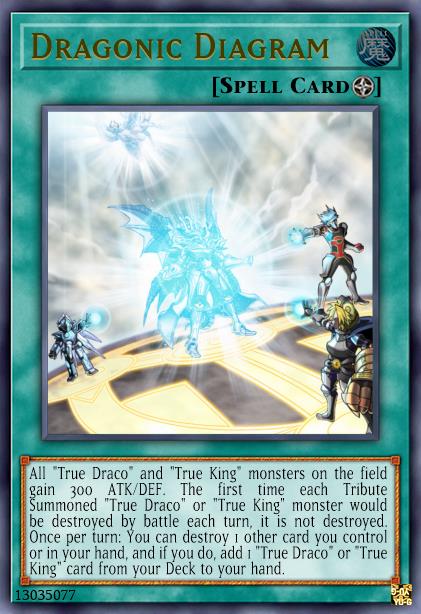 DRAGONIC DIAGRAM
SPELL
魔
[SPELL CARD]
All "True Draco" and "True King" monsters on the field
gain 300 ATK/DEF. The first time each Tribute
Summoned "True Draco" or "True King" monster would
be destroyed by battle each turn, it is not destroyed.
Once per turn: You can destroy 1 other card you control
or in your hand, and if you do, add 1 "True Draco" or "True
King" card from your Deck to your hand.
13035077